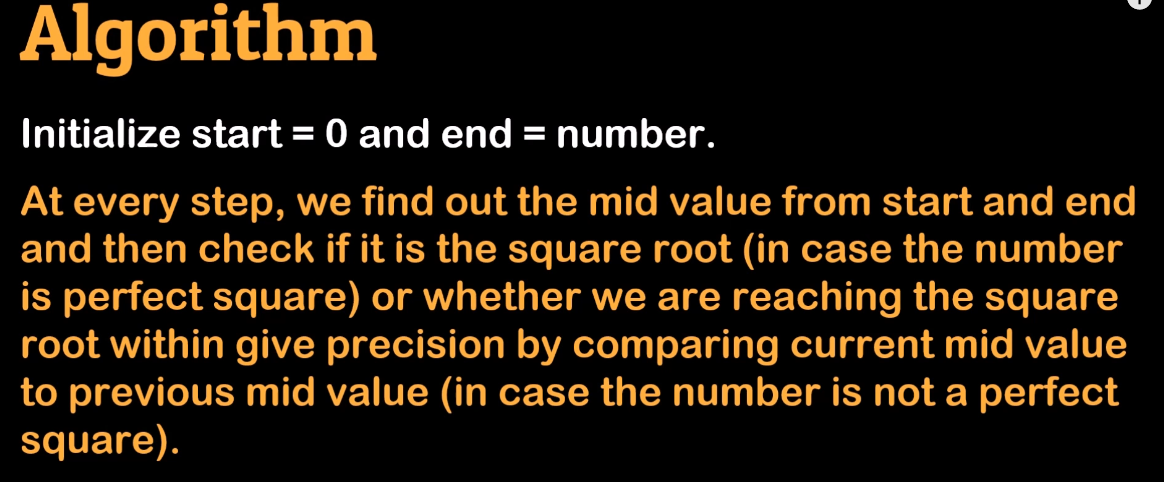 Algorithm
Initialize start = 0 and end = number.
At every step, we find out the mid value from start and end
and then check if it is the square root (in case the number
is perfect square) or whether we are reaching the square
root within give precision by comparing current mid value
to previous mid value (in case the number is not a perfect
square).